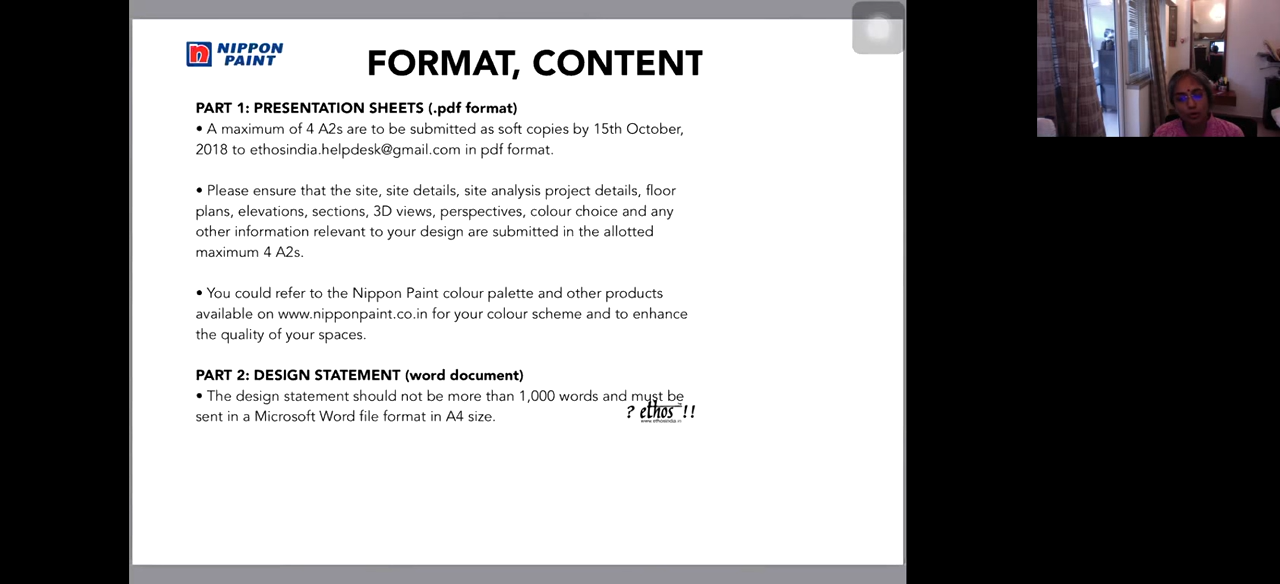 NIPPON
PAINT
FORMAT, CONTENT
PART 1: PRESENTATION SHEETS (.pdf format)
• A maximum of 4 A2s are to be submitted as soft copies by 15th October,
2018 to ethosindia.helpdesk@gmail.com in pdf format.
• Please ensure that the site, site details, site analysis project details, floor
plans, elevations, sections, 3D views, perspectives, colour choice and any
other information relevant to your design are submitted in the allotted
maximum 4 A2s.
• You could refer to the Nippon Paint colour palette and other products
available on www.nipponpaint.co.in for your colour scheme and to enhance
the quality of your spaces.
PART 2: DESIGN STATEMENT (word document)
• The design statement should not be more than 1,000 words and must be
sent in a Microsoft Word file format in A4 size.
? ethos !!
www.ethosindia.in